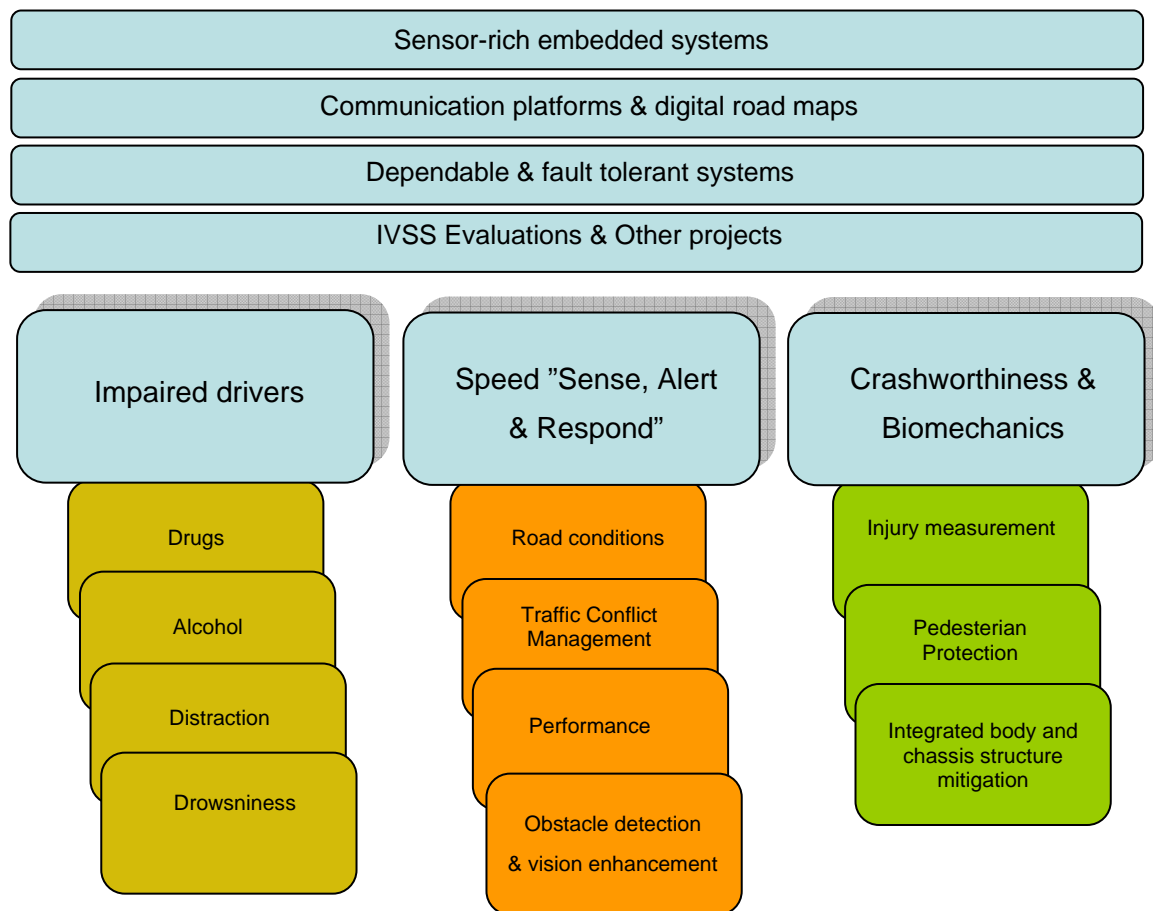 Sensor-rich embedded systems
Communication platforms & digital road maps
Dependable & fault tolerant systems
IVSS Evaluations & Other projects
Impaired drivers
Drugs
Alcohol
Distraction
Drowsniness
Speed ”Sense, Alert
& Respond”
Road conditions
Traffic Conflict
Management
Performance
Obstacle detection
& vision enhancement
Crashworthiness &
Biomechanics
Injury measurement
Pedesterian
Protection
Integrated body and
chassis structure
mitigation